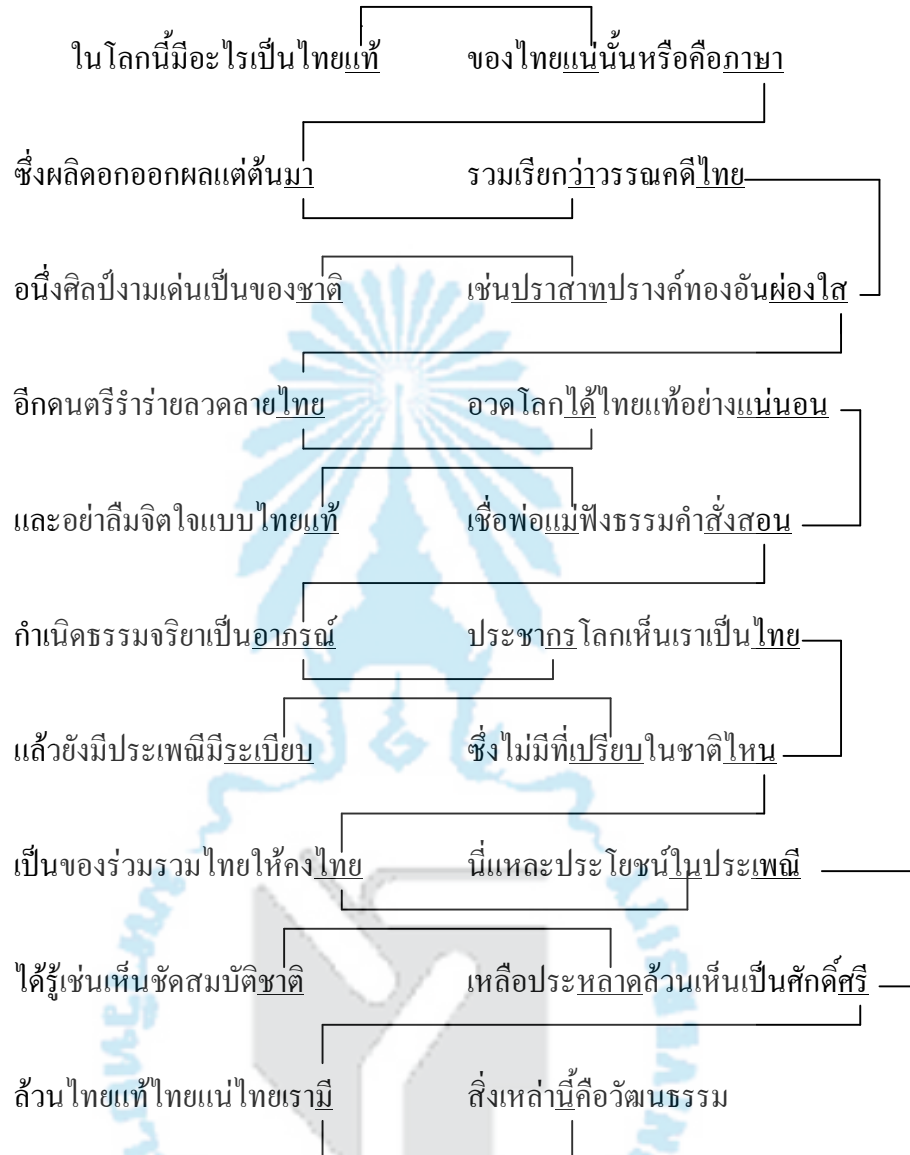 ในโลกนี้มีอะไรเป็นไทยแท้ ของไทยแน่นั้นหรือคือภาษา
ซึ่งผลิดอกออกผลแต่ต้นมา รวมเรียกว่าวรรณคดีไทย
อนึ่งศิลป์งามเด่นเป็นของชาติ เช่นปราสาทปรางค์ทองอันผ่องใส
อีกดนตรีรำร่ายลวดลายไทย อวดโลกได้ไทยแท้อย่างแน่นอน
และอย่าลืมจิตใจแบบไทยแท้ เชื่อพ่อแม่ฟังธรรมคำสั่งสอน
กำเนิดธรรมจริยาเป็นอาภรณ์ ประชากรโลกเห็นเราเป็นไทย
แล้วยังมีประเพณีมีระเบียบ ซึ่งไม่มีที่เปรียบในชาติไหน
เป็นของร่วมรวมไทยให้คงไทย นี่แหละประโยชน์ในประเพณี
ได้รู้เช่นเห็นชัดสมบัติชาติ เหลือประหลาดล้วนเห็นเป็นศักดิ์ศรี
ล้วนไทยแท้ไทยแน่ไทยเรามี สิ่งเหล่านี้คือวัฒนธรรม